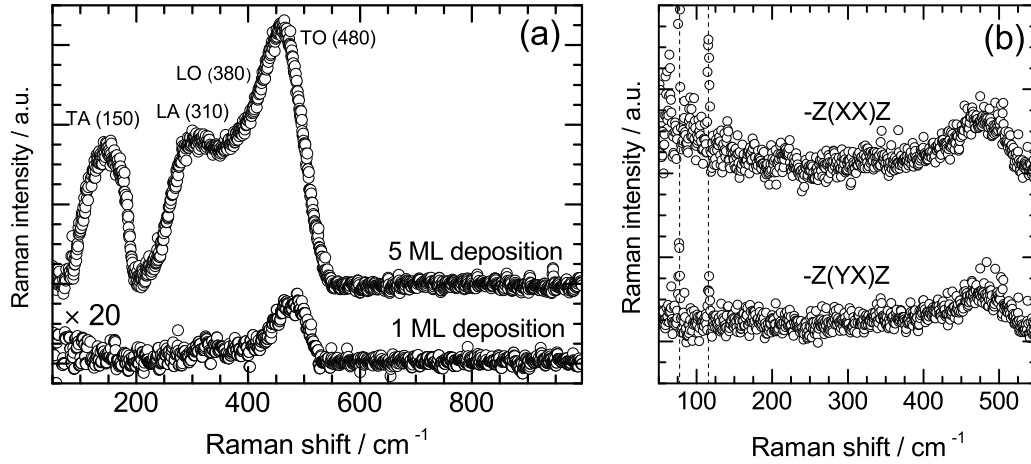 (a)
TO (480)
LO (380)
LA (310)
TA (150)
5 ML deposition
× 20
1 ML deposition
200 400 600 800
Raman shift / cm⁻¹
Raman intensity / a.u.
(b)
-Z(XX)Z
-Z(YX)Z
100 200 300 400 500
Raman shift / cm⁻¹
Raman intensity / a.u.